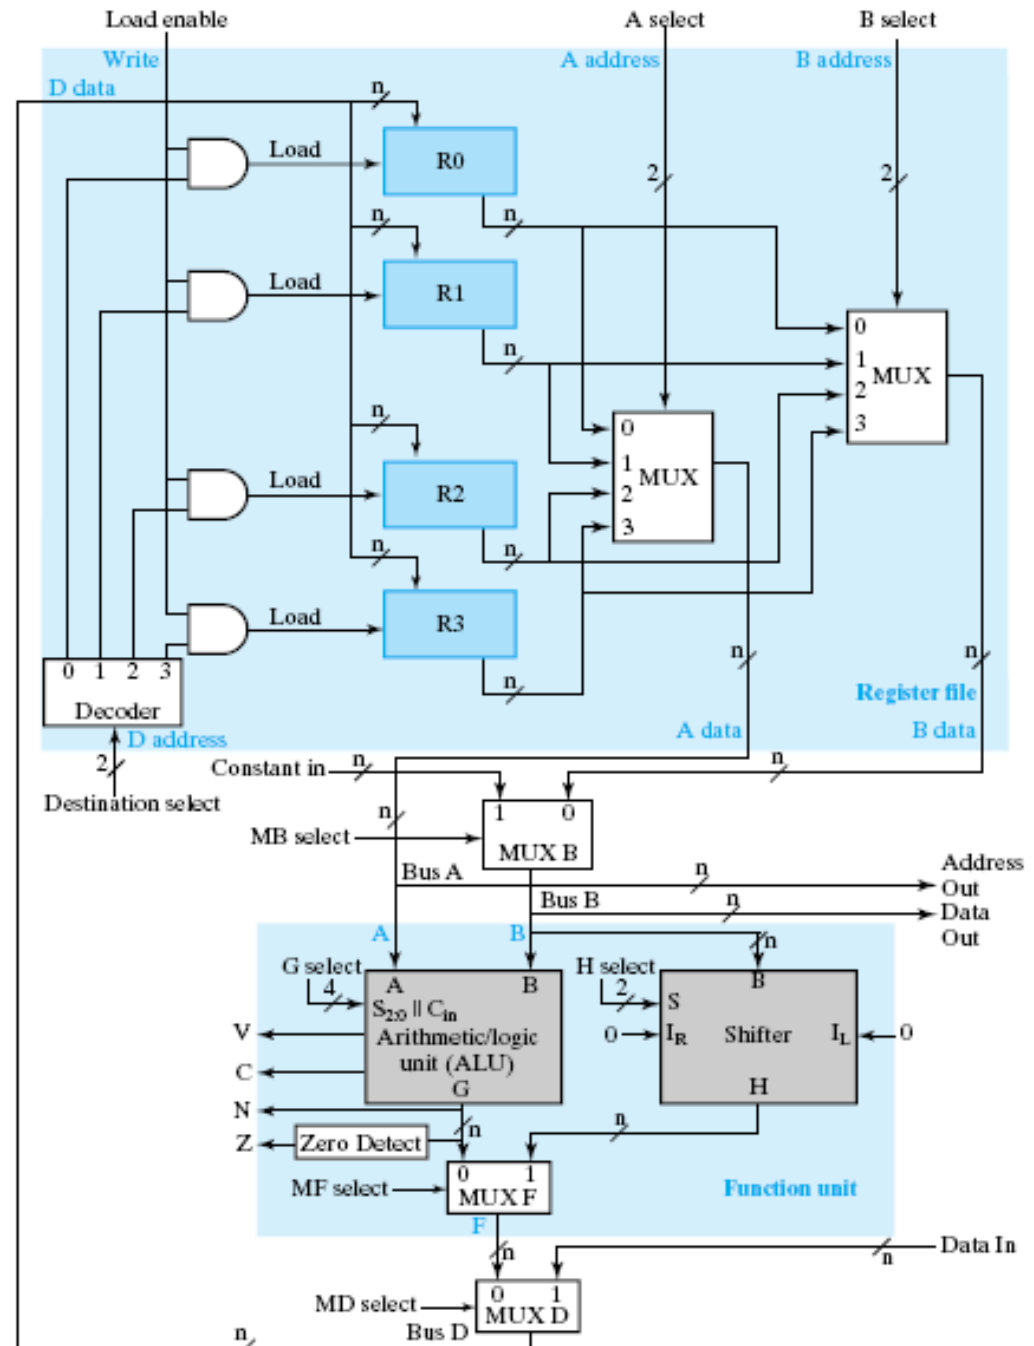 Load enable
A select
B select
Write
A address
B address
D data
n
Load
R0
2
2
n
n
Load
R1
n
0
1
2
3
MUX
n
Load
R2
0
1
2
3
MUX
n
n
Load
R3
n
n
n
0 1 2 3
Decoder
D address
2
Destination select
Register file
A data
B data
Constant in
n
n
n
1 0
MUX B
MB select
Bus A
n
Address
Out
Bus B
n
Data
Out
A
B
n
G select
4
A B
S2:0 || Cin
Arithmetic/logic
unit (ALU)
G
H select
2
B
S
0
IR
Shifter
IL
0
H
V
C
N
Z
Zero Detect
n
n
0 1
MUX F
MF select
F
Function unit
n
n
Data In
0 1
MUX D
MD select
Bus D
n